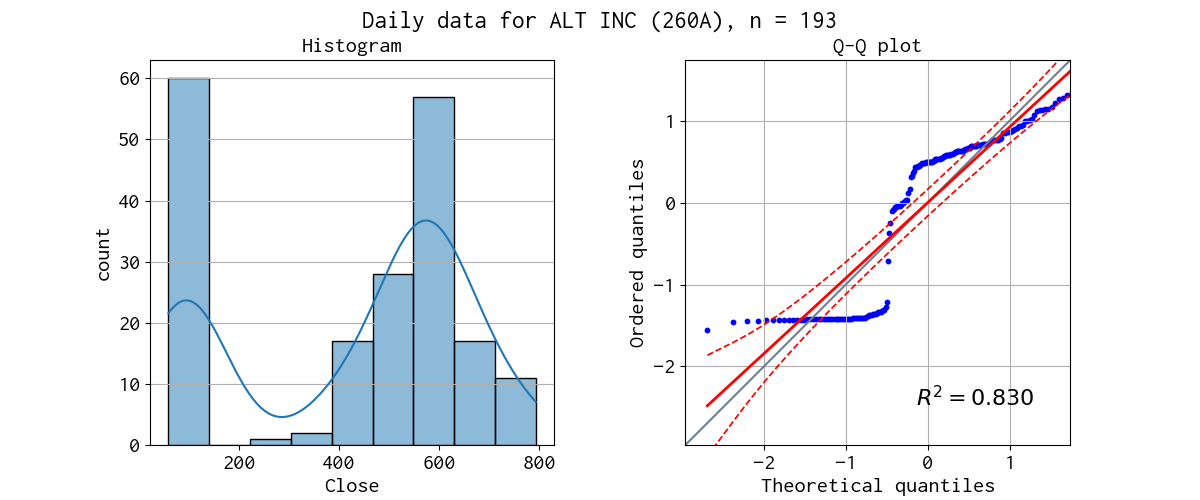 Daily data for ALT INC (260A), n = 193
Histogram
count
60
50
40
30
20
10
0
200 400 600 800
Close
Q-Q plot
Ordered quantiles
1
0
−1
−2
R² = 0.830
−2 −1 0 1
Theoretical quantiles